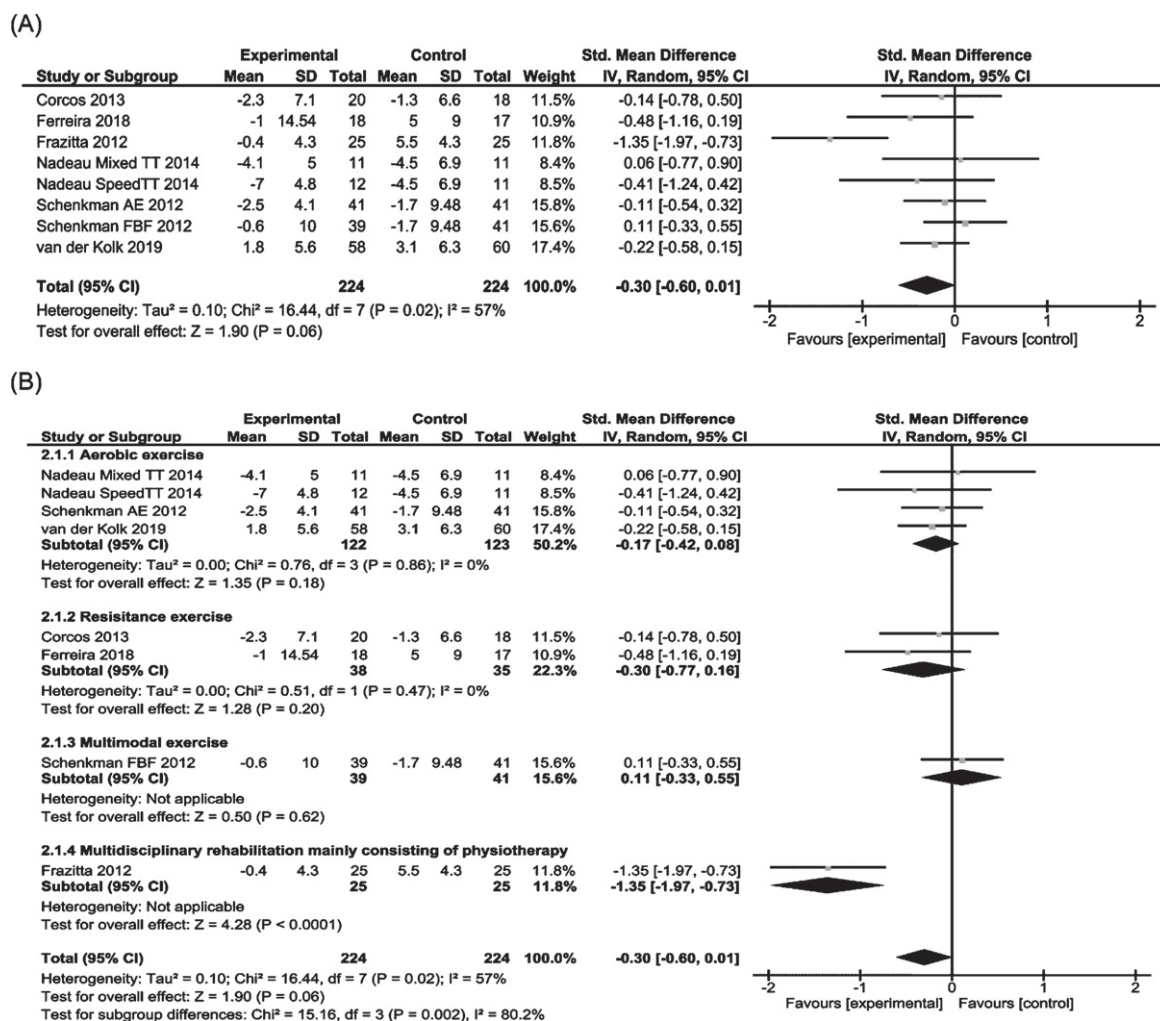 (A)
Experimental Control Std. Mean Difference Std. Mean Difference
Study or Subgroup Mean SD Total Mean SD Total Weight IV, Random, 95% CI IV, Random, 95% CI
Corcos 2013 -2.3 7.1 20 -1.3 6.6 18 11.5% -0.14 [-0.78, 0.50]
Ferreira 2018 -1 14.54 18 5 9 17 10.9% -0.48 [-1.16, 0.19]
Frazitta 2012 -0.4 4.3 25 5.5 4.3 25 11.8% -1.35 [-1.97, -0.73]
Nadeau Mixed TT 2014 -4.1 5 11 -4.5 6.9 11 8.4% 0.06 [-0.77, 0.90]
Nadeau SpeedTT 2014 -7 4.8 12 -4.5 6.9 11 8.5% -0.41 [-1.24, 0.42]
Schenkman AE 2012 -2.5 4.1 41 -1.7 9.48 41 15.8% -0.11 [-0.54, 0.32]
Schenkman FBF 2012 -0.6 10 39 -1.7 9.48 41 15.6% 0.11 [-0.33, 0.55]
van der Kolk 2019 1.8 5.6 58 3.1 6.3 60 17.4% -0.22 [-0.58, 0.15]
Total (95% CI) 224 224 100.0% -0.30 [-0.60, 0.01]
Heterogeneity: Tau² = 0.10; Chi² = 16.44, df = 7 (P = 0.02); I² = 57%
Test for overall effect: Z = 1.90 (P = 0.06)
-2 -1 0 1 2
Favours [experimental] Favours [control]
(B)
Experimental Control Std. Mean Difference Std. Mean Difference
Study or Subgroup Mean SD Total Mean SD Total Weight IV, Random, 95% CI IV, Random, 95% CI
2.1.1 Aerobic exercise
Nadeau Mixed TT 2014 -4.1 5 11 -4.5 6.9 11 8.4% 0.06 [-0.77, 0.90]
Nadeau SpeedTT 2014 -7 4.8 12 -4.5 6.9 11 8.5% -0.41 [-1.24, 0.42]
Schenkman AE 2012 -2.5 4.1 41 -1.7 9.48 41 15.8% -0.11 [-0.54, 0.32]
van der Kolk 2019 1.8 5.6 58 3.1 6.3 60 17.4% -0.22 [-0.58, 0.15]
Subtotal (95% CI) 122 123 50.2% -0.17 [-0.42, 0.08]
Heterogeneity: Tau² = 0.00; Chi² = 0.76, df = 3 (P = 0.86); I² = 0%
Test for overall effect: Z = 1.35 (P = 0.18)
2.1.2 Resisitance exercise
Corcos 2013 -2.3 7.1 20 -1.3 6.6 18 11.5% -0.14 [-0.78, 0.50]
Ferreira 2018 -1 14.54 18 5 9 17 10.9% -0.48 [-1.16, 0.19]
Subtotal (95% CI) 38 35 22.3% -0.30 [-0.77, 0.16]
Heterogeneity: Tau² = 0.00; Chi² = 0.51, df = 1 (P = 0.47); I² = 0%
Test for overall effect: Z = 1.28 (P = 0.20)
2.1.3 Multimodal exercise
Schenkman FBF 2012 -0.6 10 39 -1.7 9.48 41 15.6% 0.11 [-0.33, 0.55]
Subtotal (95% CI) 39 41 15.6% 0.11 [-0.33, 0.55]
Heterogeneity: Not applicable
Test for overall effect: Z = 0.50 (P = 0.62)
2.1.4 Multidisciplinary rehabilitation mainly consisting of physiotherapy
Frazitta 2012 -0.4 4.3 25 5.5 4.3 25 11.8% -1.35 [-1.97, -0.73]
Subtotal (95% CI) 25 25 11.8% -1.35 [-1.97, -0.73]
Heterogeneity: Not applicable
Test for overall effect: Z = 4.28 (P < 0.0001)
Total (95% CI) 224 224 100.0% -0.30 [-0.60, 0.01]
Heterogeneity: Tau² = 0.10; Chi² = 16.44, df = 7 (P = 0.02); I² = 57%
Test for overall effect: Z = 1.90 (P = 0.06)
Test for subgroup differences: Chi² = 15.16, df = 3 (P = 0.002), I² = 80.2%
-2 -1 0 1 2
Favours [experimental] Favours [control]